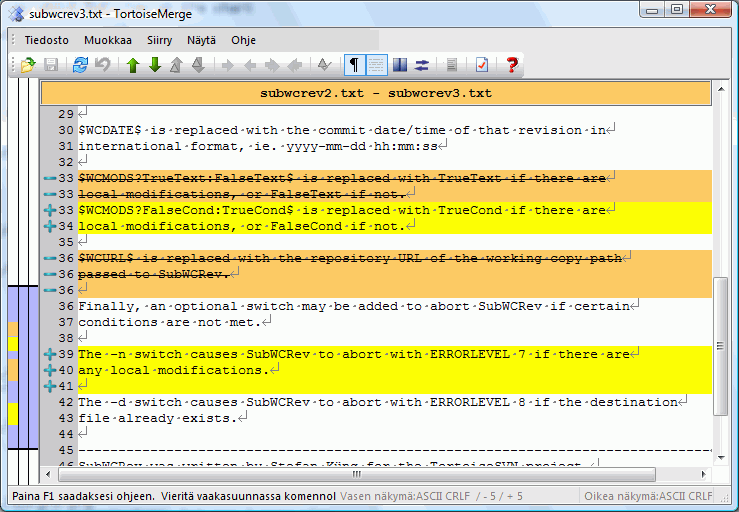 subwcrev3.txt - TortoiseMerge
Tiedosto Muokkaa Siirry Näytä Ohje
subwcrev2.txt - subwcrev3.txt
29
30 $WCDATE$ is replaced with the commit date/time of that revision in
31 international format, ie. yyyy-mm-dd hh:mm:ss
32
33 $WCMODS?TrueText:FalseText$ is replaced with TrueText if there are
33 local modifications, or FalseText if not.
33 $WCMODS?FalseCond:TrueCond$ is replaced with TrueCond if there are
34 local modifications, or FalseCond if not.
35
36 $WCURL$ is replaced with the repository URL of the working copy path
36 passed to SubWCRev.
36
36 Finally, an optional switch may be added to abort SubWCRev if certain
37 conditions are not met.
38
39 The -n switch causes SubWCRev to abort with ERRORLEVEL 7 if there are
40 any local modifications.
41
42 The -d switch causes SubWCRev to abort with ERRORLEVEL 8 if the destination
43 file already exists.
44
45 ----------------------------------------------------------------------
46 SubWCRev was written by Stefan Küng for the TortoiseSVN project
Paina F1 saadaksesi ohjeen. Vieritä vaakasuunnassa komennol Vasen näkymä:ASCII CRLF / - 5 / + 5 Oikea näkymä:ASCII CRLF /